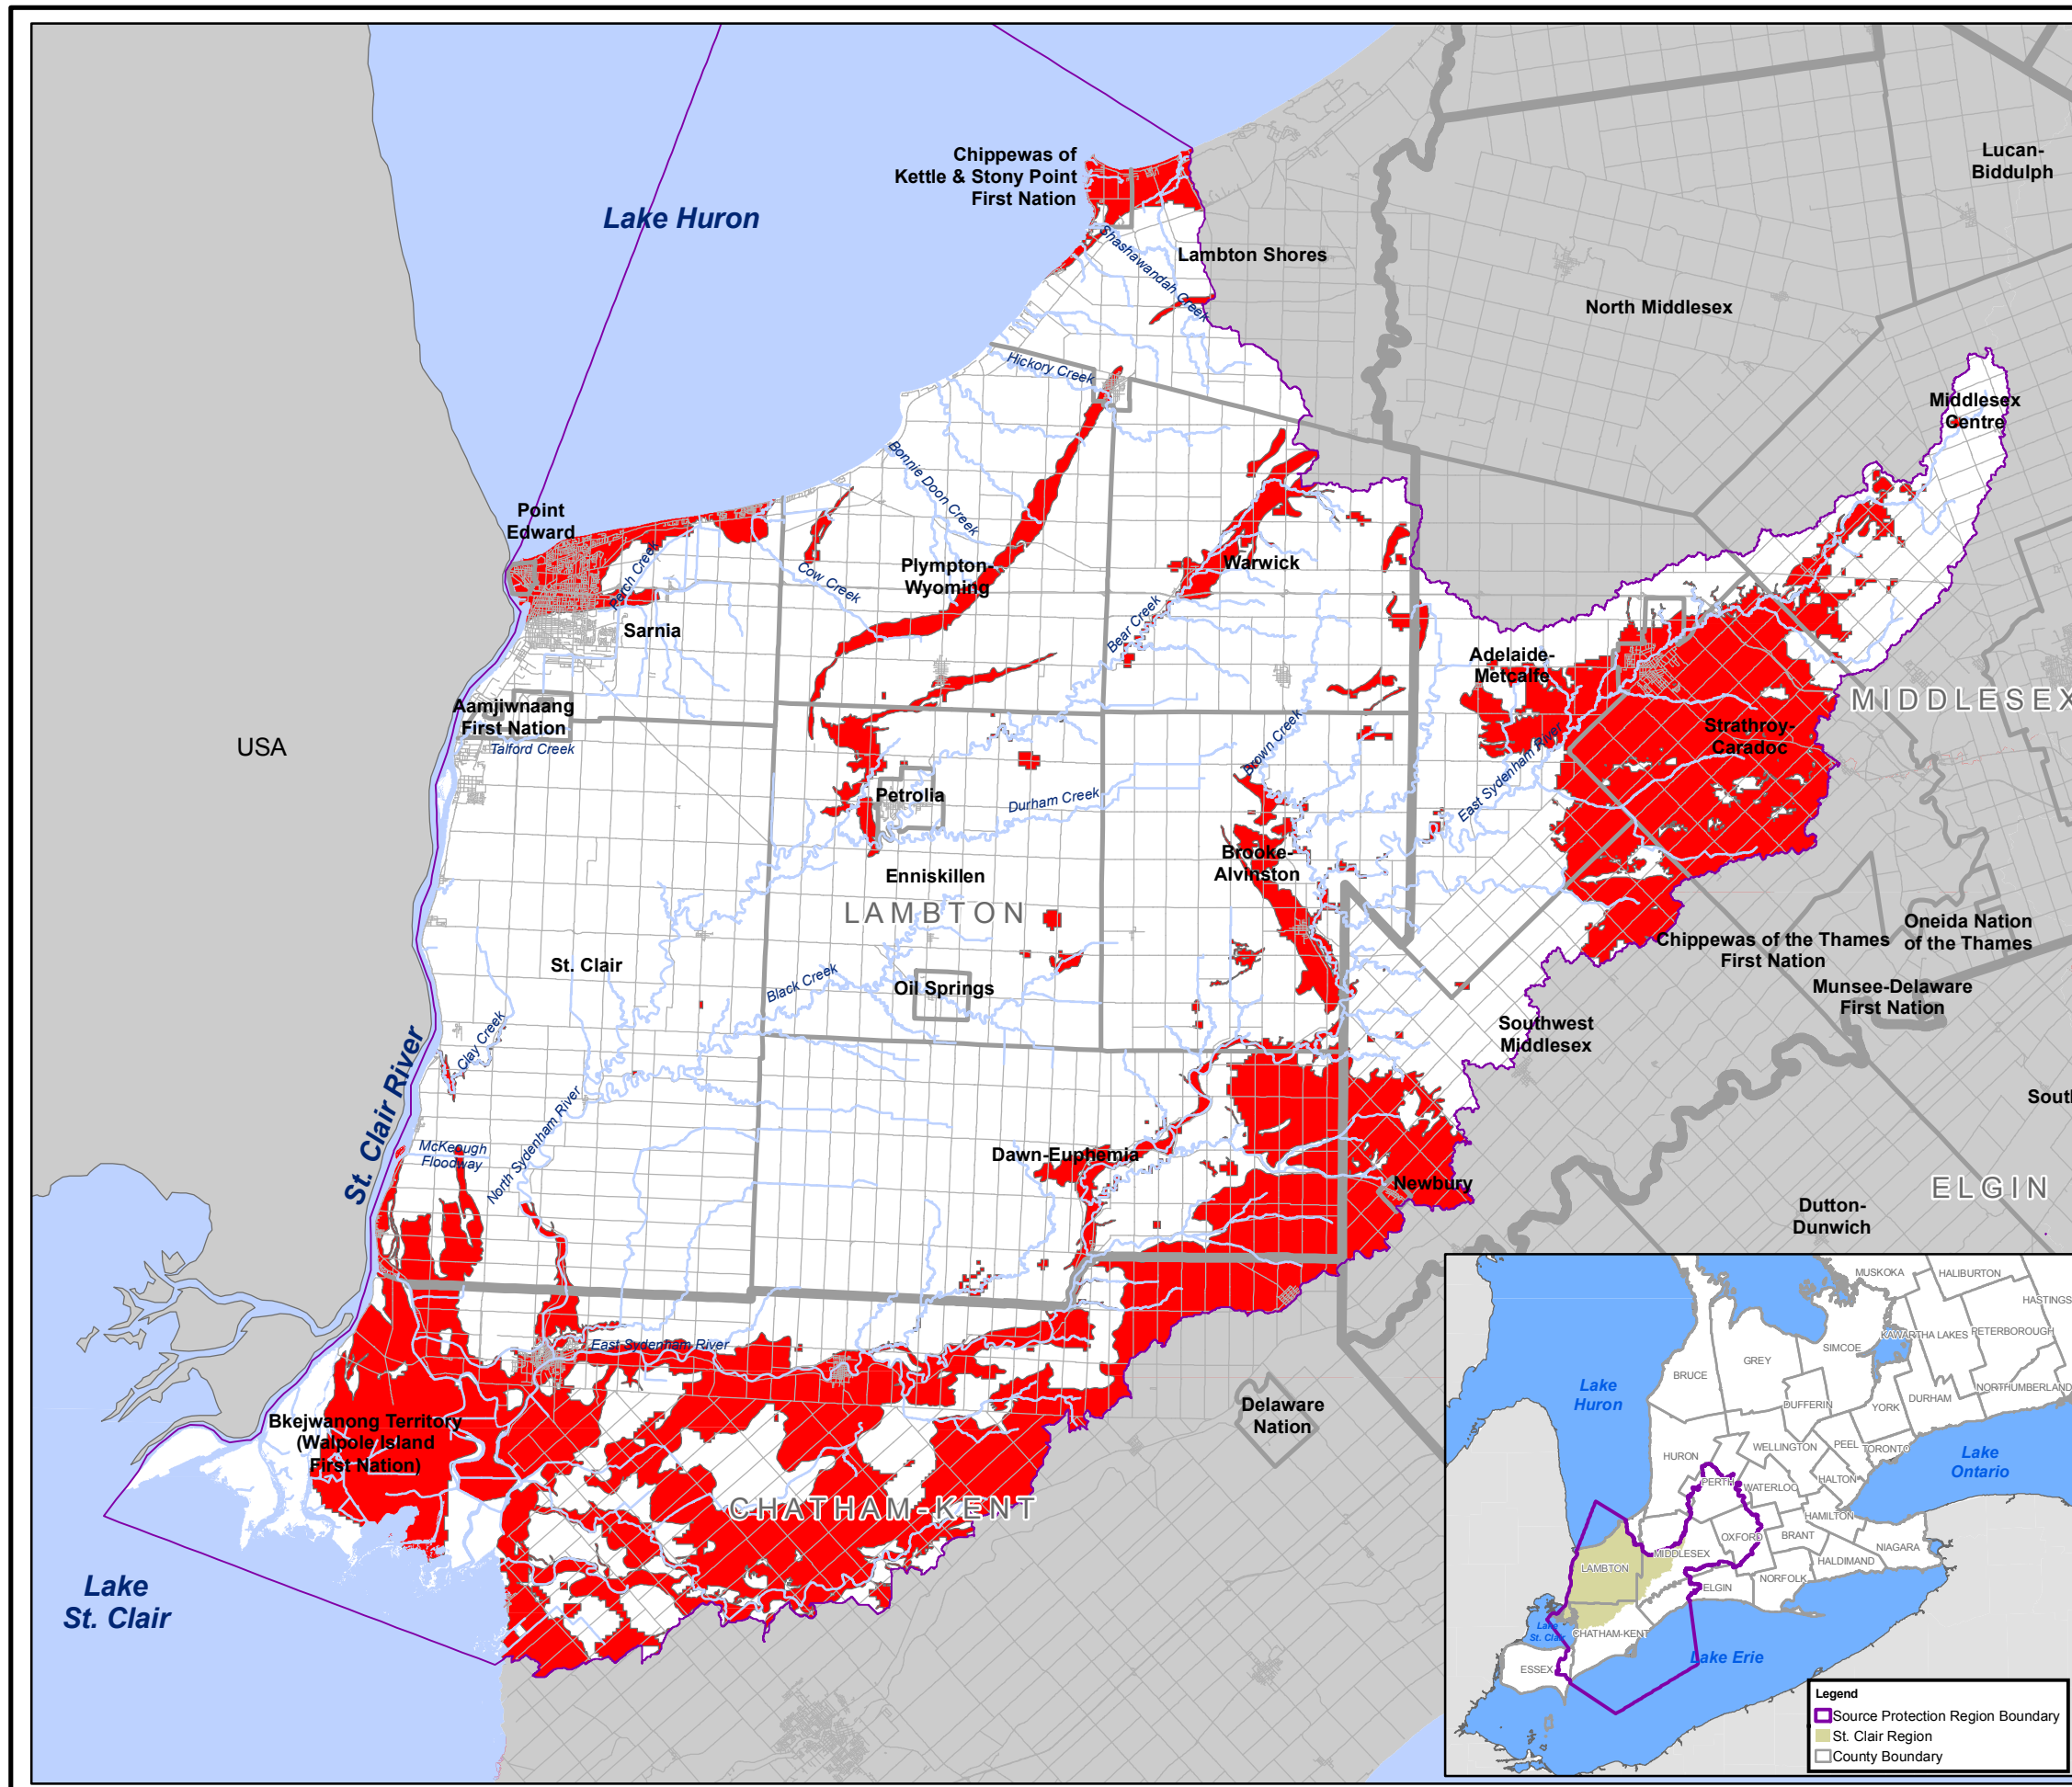 Lucan-
Biddulph
Chippewas of
Kettle & Stony Point
First Nation
Lake Huron
Shashawandah Creek
Lambton Shores
North Middlesex
Hickory Creek
Middlesex
Centre
Bonnie Doon Creek
Point
Edward
Perch Creek
Cow Creek
Plympton-
Wyoming
Warwick
Bear Creek
Sarnia
Adelaide-
Metcalfe
MIDDLESEX
Aamjiwnaang
First Nation
Talford Creek
USA
Strathroy-
Caradoc
Brown Creek
East Sydenham River
Petrolia
Durham Creek
Brooke-
Alvinston
Enniskillen
LAMBTON
Chippewas of the Thames
First Nation
Oneida Nation
of the Thames
St. Clair
Black Creek
Oil Springs
Munsee-Delaware
First Nation
Southwest
Middlesex
Clay Creek
St. Clair River
North Sydenham River
McKeough
Floodway
Dawn-Euphemia
Newbury
ELGIN
Dutton-
Dunwich
East Sydenham River
Delaware
Nation
Bkejwanong Territory
(Walpole Island
First Nation)
CHATHAM-KENT
Lake
St. Clair
MUSKOKA
HALIBURTON
HASTINGS
KAWARTHA LAKES
PETERBOROUGH
SIMCOE
GREY
BRUCE
NORTHUMBERLAND
DURHAM
Lake
Huron
DUFFERIN
YORK
WELLINGTON
PEEL
TORONTO
Lake
Ontario
HURON
PERTH
WATERLOO
HALTON
HAMILTON
OXFORD
BRANT
MIDDLESEX
NIAGARA
HALDIMAND
LAMBTON
ELGIN
NORFOLK
Lake
St. Clair
CHATHAM-KENT
Lake Erie
ESSEX
Legend
Source Protection Region Boundary
St. Clair Region
County Boundary